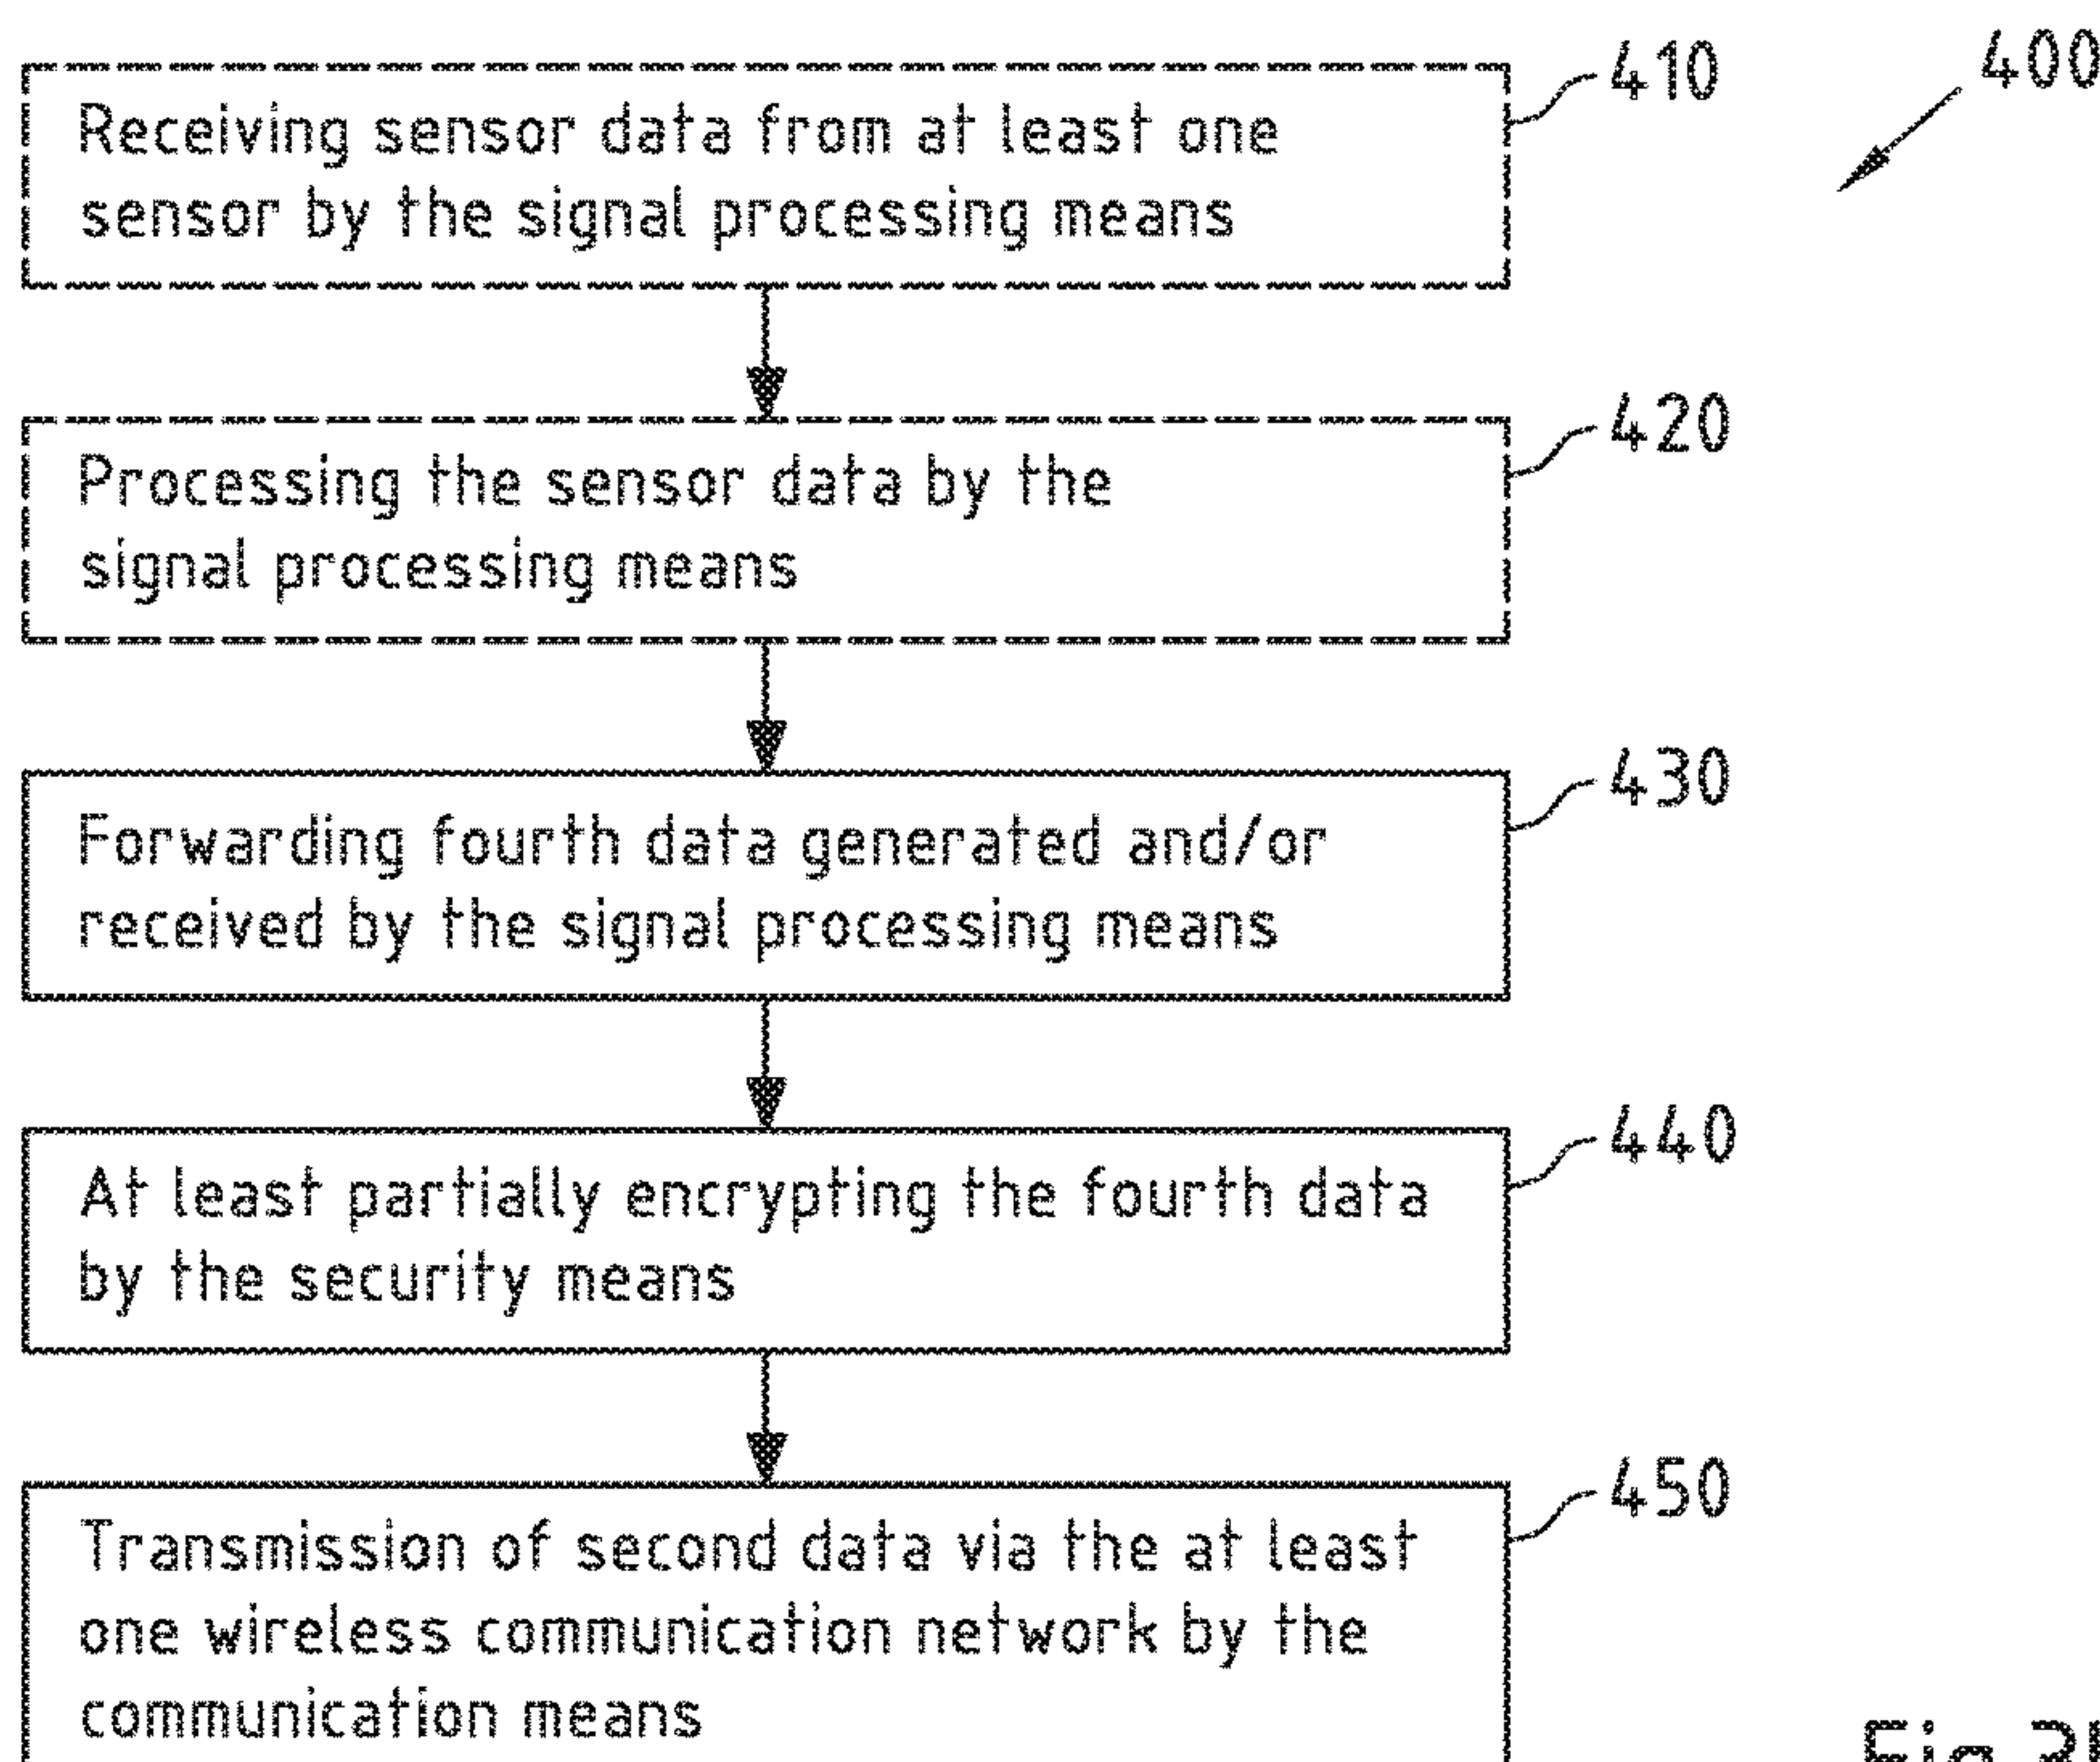 400
410
Receiving sensor data from at least one
sensor by the signal processing means
420
Processing the sensor data by the
signal processing means
430
Forwarding fourth data generated and/or
received by the signal processing means
440
At least partially encrypting the fourth data
by the security means
450
Transmission of second data via the at least
one wireless communication network by the
communication means